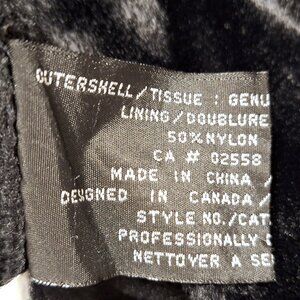 OUTERSHELL/TISSUE : GENU
LINING/DOUBLURE
50%NYLON
CA # 02558
MADE IN CHINA /
DESIGNED IN CANADA/
STYLE NO./CAT.
PROFESSIONALLY
NETTOYER A SE